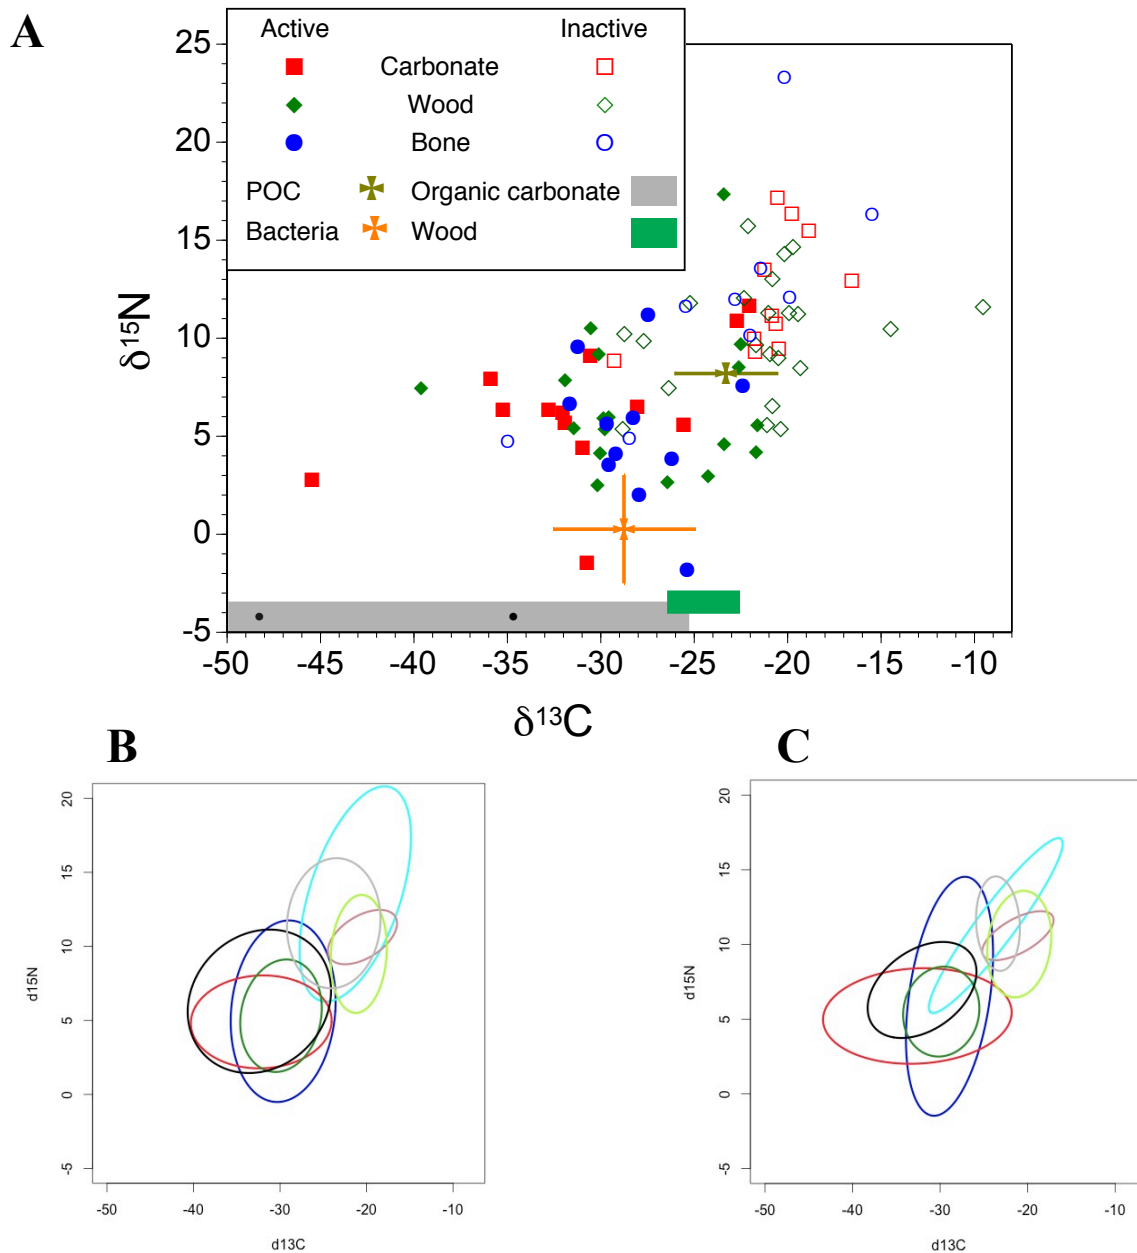 A
Active Inactive
Carbonate
Wood
Bone
POC Organic carbonate
Bacteria Wood
25
20
15
10
5
0
-5
δ15N
-50 -45 -40 -35 -30 -25 -20 -15 -10
δ13C
B
20
15
10
5
0
-5
d15N
-50 -40 -30 -20 -10
d13C
C
20
15
10
5
0
-5
d15N
-50 -40 -30 -20 -10
d13C